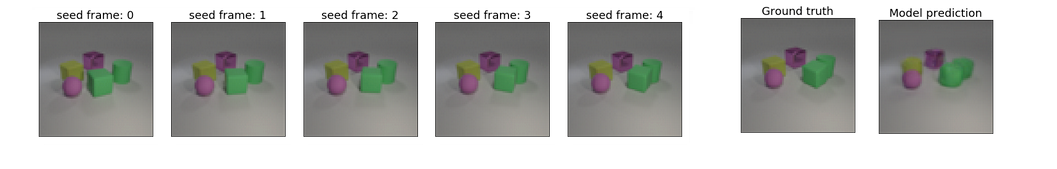 seed frame: 0
seed frame: 1
seed frame: 2
seed frame: 3
seed frame: 4
Ground truth
Model prediction